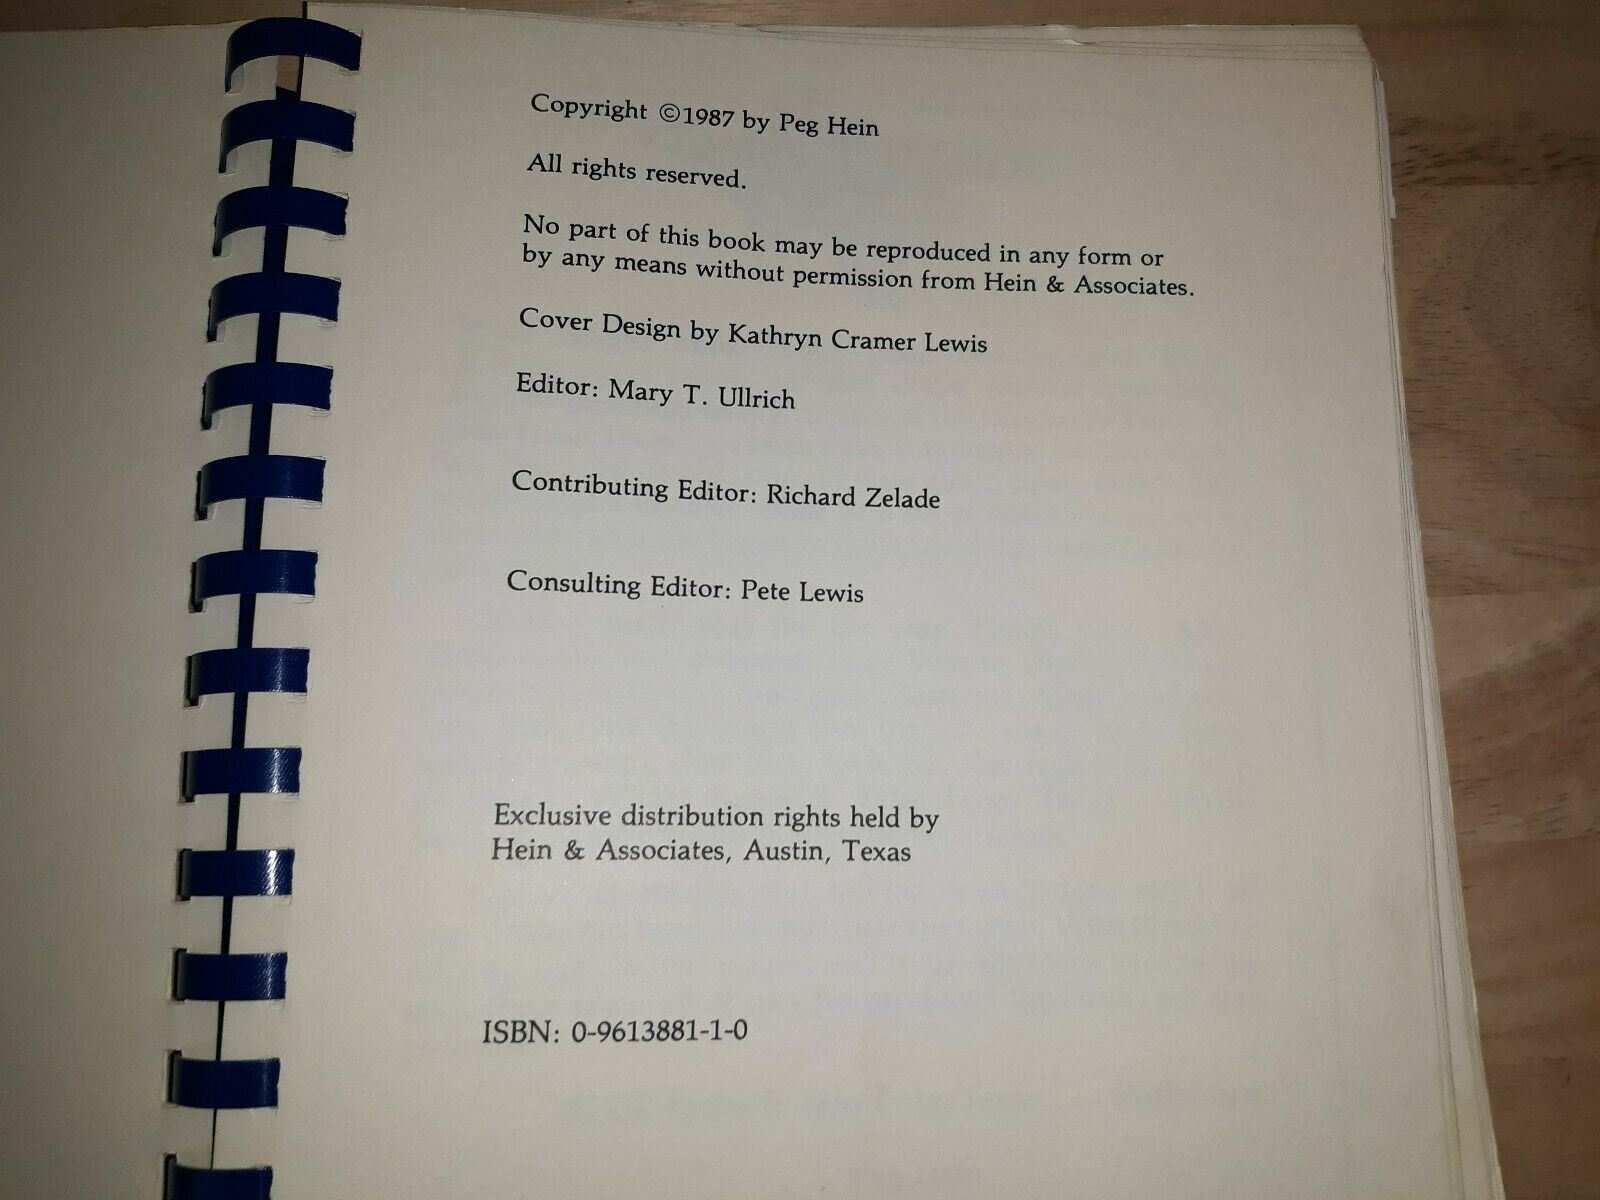 Copyright ©1987 by Peg Hein
All rights reserved.
No part of this book may be reproduced in any form or
by any means without permission from Hein & Associates.
Cover Design by Kathryn Cramer Lewis
Editor: Mary T. Ullrich
Contributing Editor: Richard Zelade
Consulting Editor: Pete Lewis
Exclusive distribution rights held by
Hein & Associates, Austin, Texas
ISBN: 0-9613881-1-0